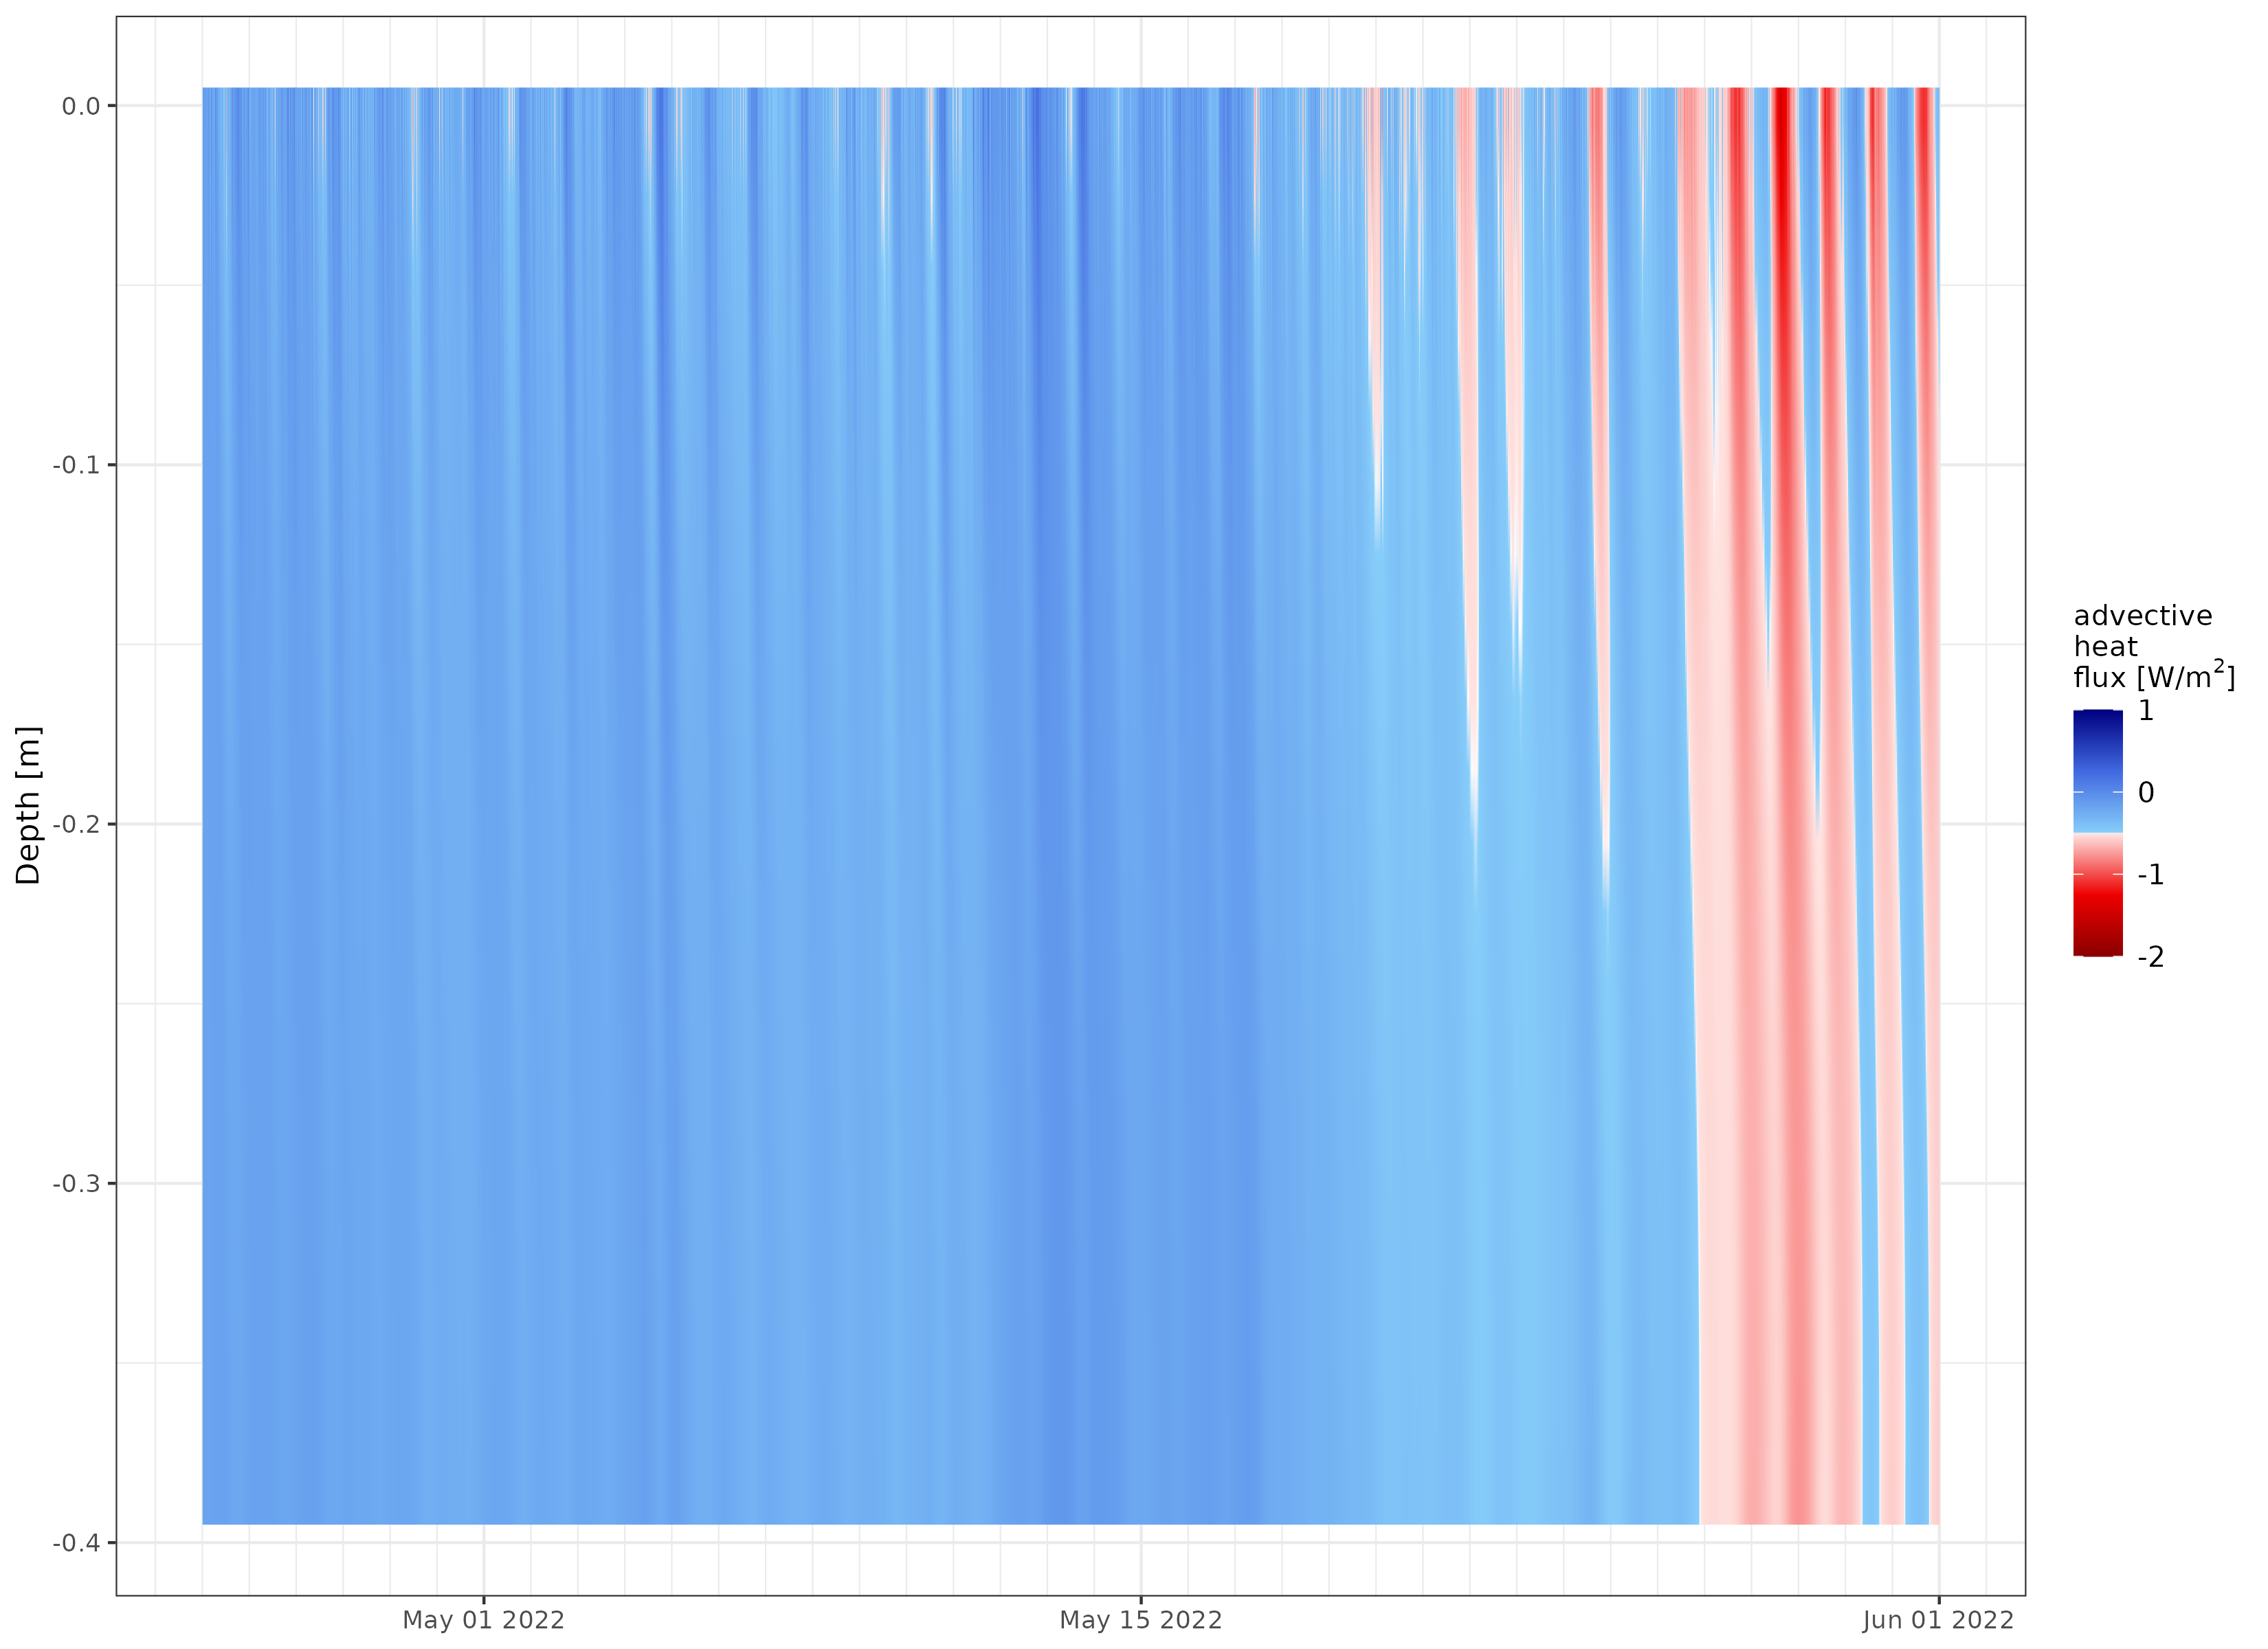 0.0
-0.1
-0.2
-0.3
-0.4
Depth [m]
May 01 2022
May 15 2022
Jun 01 2022
advective
heat
flux [W/m²]
1
0
-1
-2